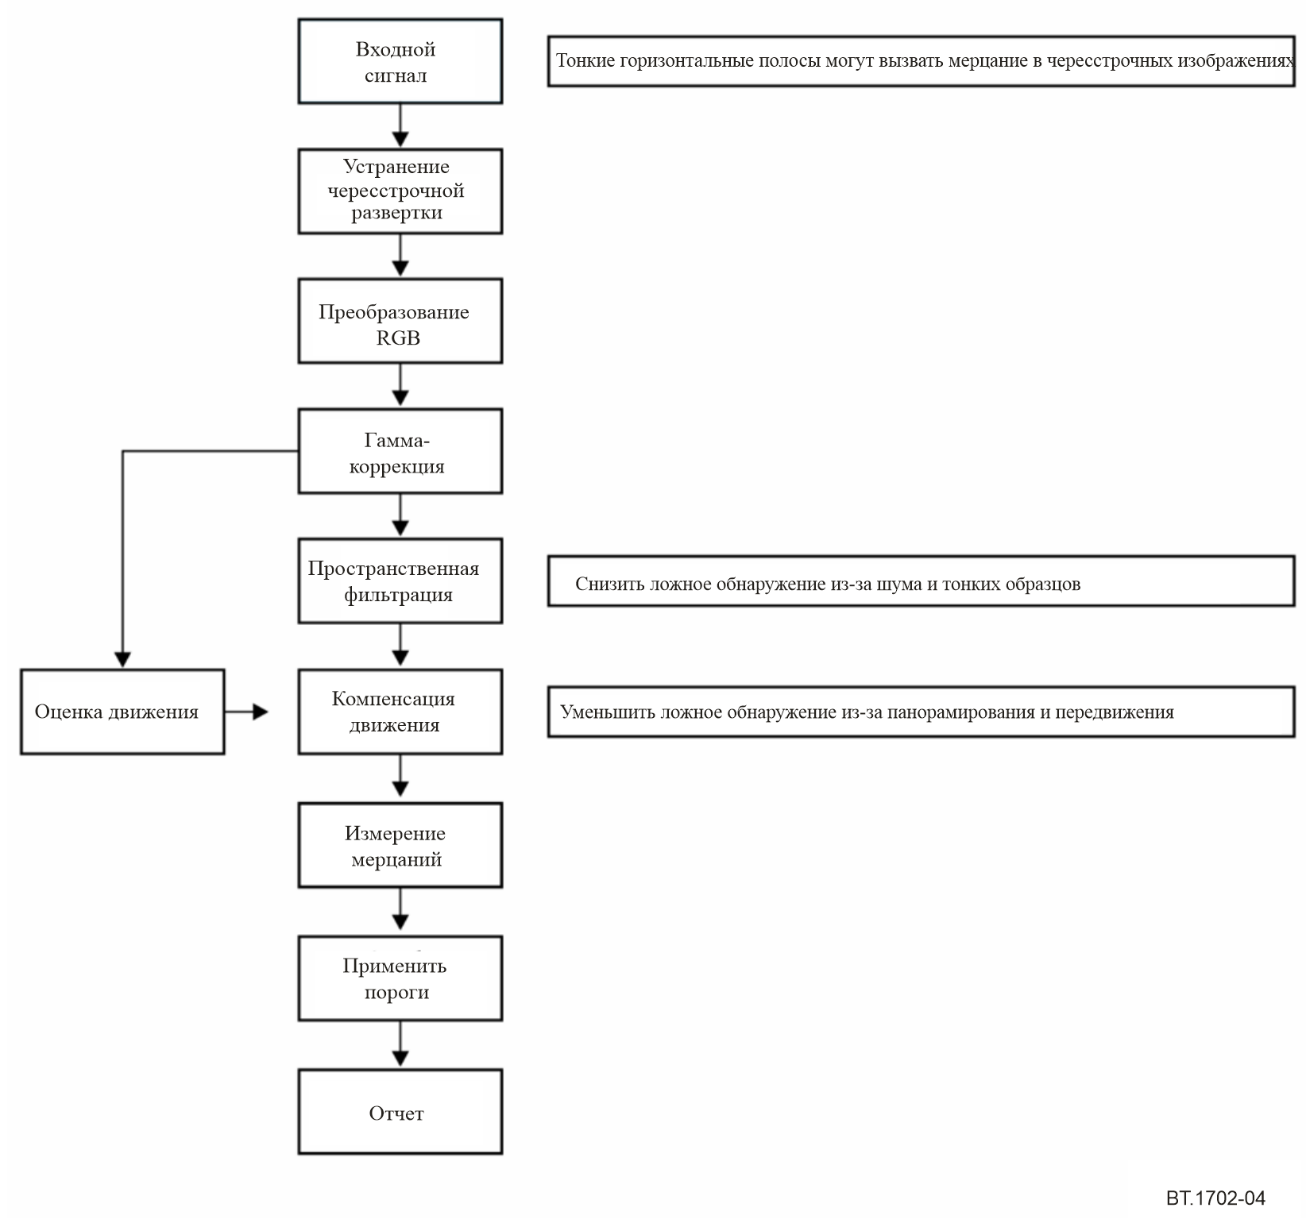 Входной
сигнал
Тонкие горизонтальные полосы могут вызвать мерцание в чересстрочных изображениях
Устранение
чересстрочной
развертки
Преобразование
RGB
Гамма-
коррекция
Пространственная
фильтрация
Снизить ложное обнаружение из-за шума и тонких образцов
Оценка движения
Компенсация
движения
Уменьшить ложное обнаружение из-за панорамирования и передвижения
Измерение
мерцаний
Применить
пороги
Отчет
BT.1702-04